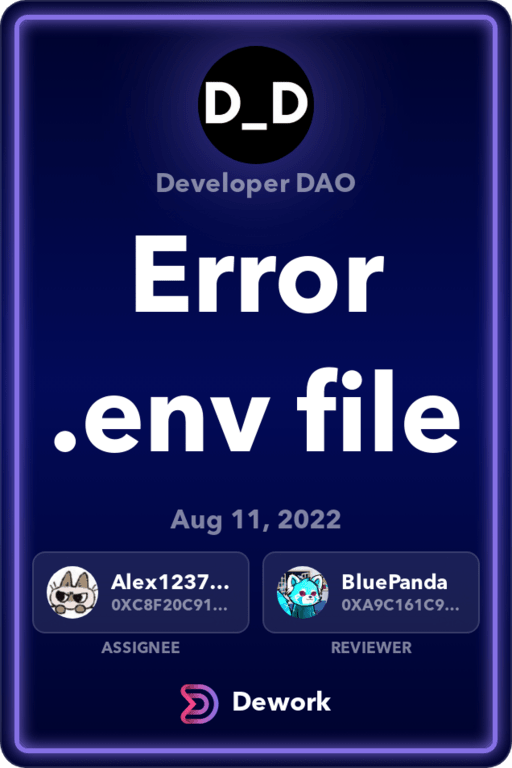 D_D
Developer DAO
Error
.env file
Aug 11, 2022
Alex1237...
0XC8F20C91...
ASSIGNEE
BluePanda
0XA9C161C9...
REVIEWER
Dework